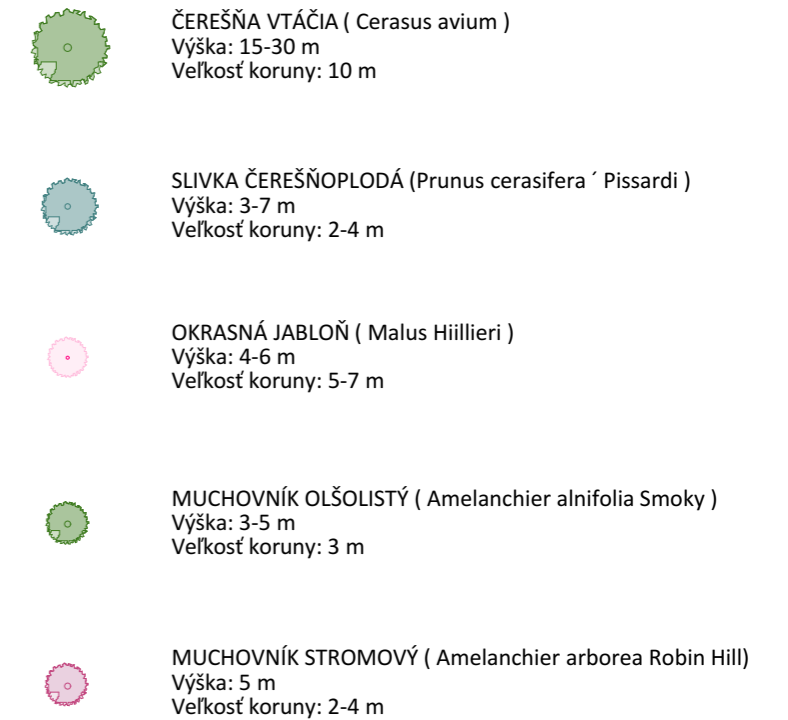 ČEREŠŇA VTÁČIA ( Cerasus avium )
Výška: 15-30 m
Veľkosť koruny: 10 m
SLIVKA ČEREŠŇOPLODÁ (Prunus cerasifera ´ Pissardi )
Výška: 3-7 m
Veľkosť koruny: 2-4 m
OKRASNÁ JABLOŇ ( Malus Hiillieri )
Výška: 4-6 m
Veľkosť koruny: 5-7 m
MUCHOVNÍK OLŠOLISTÝ ( Amelanchier alnifolia Smoky )
Výška: 3-5 m
Veľkosť koruny: 3 m
MUCHOVNÍK STROMOVÝ ( Amelanchier arborea Robin Hill)
Výška: 5 m
Veľkosť koruny: 2-4 m